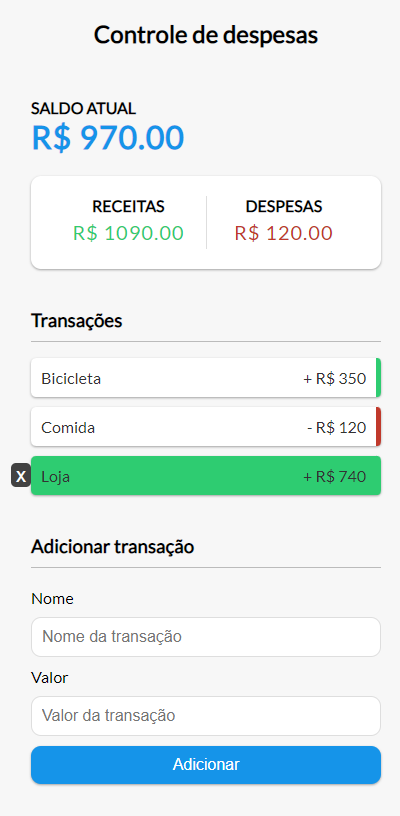 Controle de despesas
SALDO ATUAL
R$ 970.00
RECEITAS
R$ 1090.00
DESPESAS
R$ 120.00
Transações
Bicicleta + R$ 350
Comida - R$ 120
x Loja + R$ 740
Adicionar transação
Nome
Nome da transação
Valor
Valor da transação
Adicionar